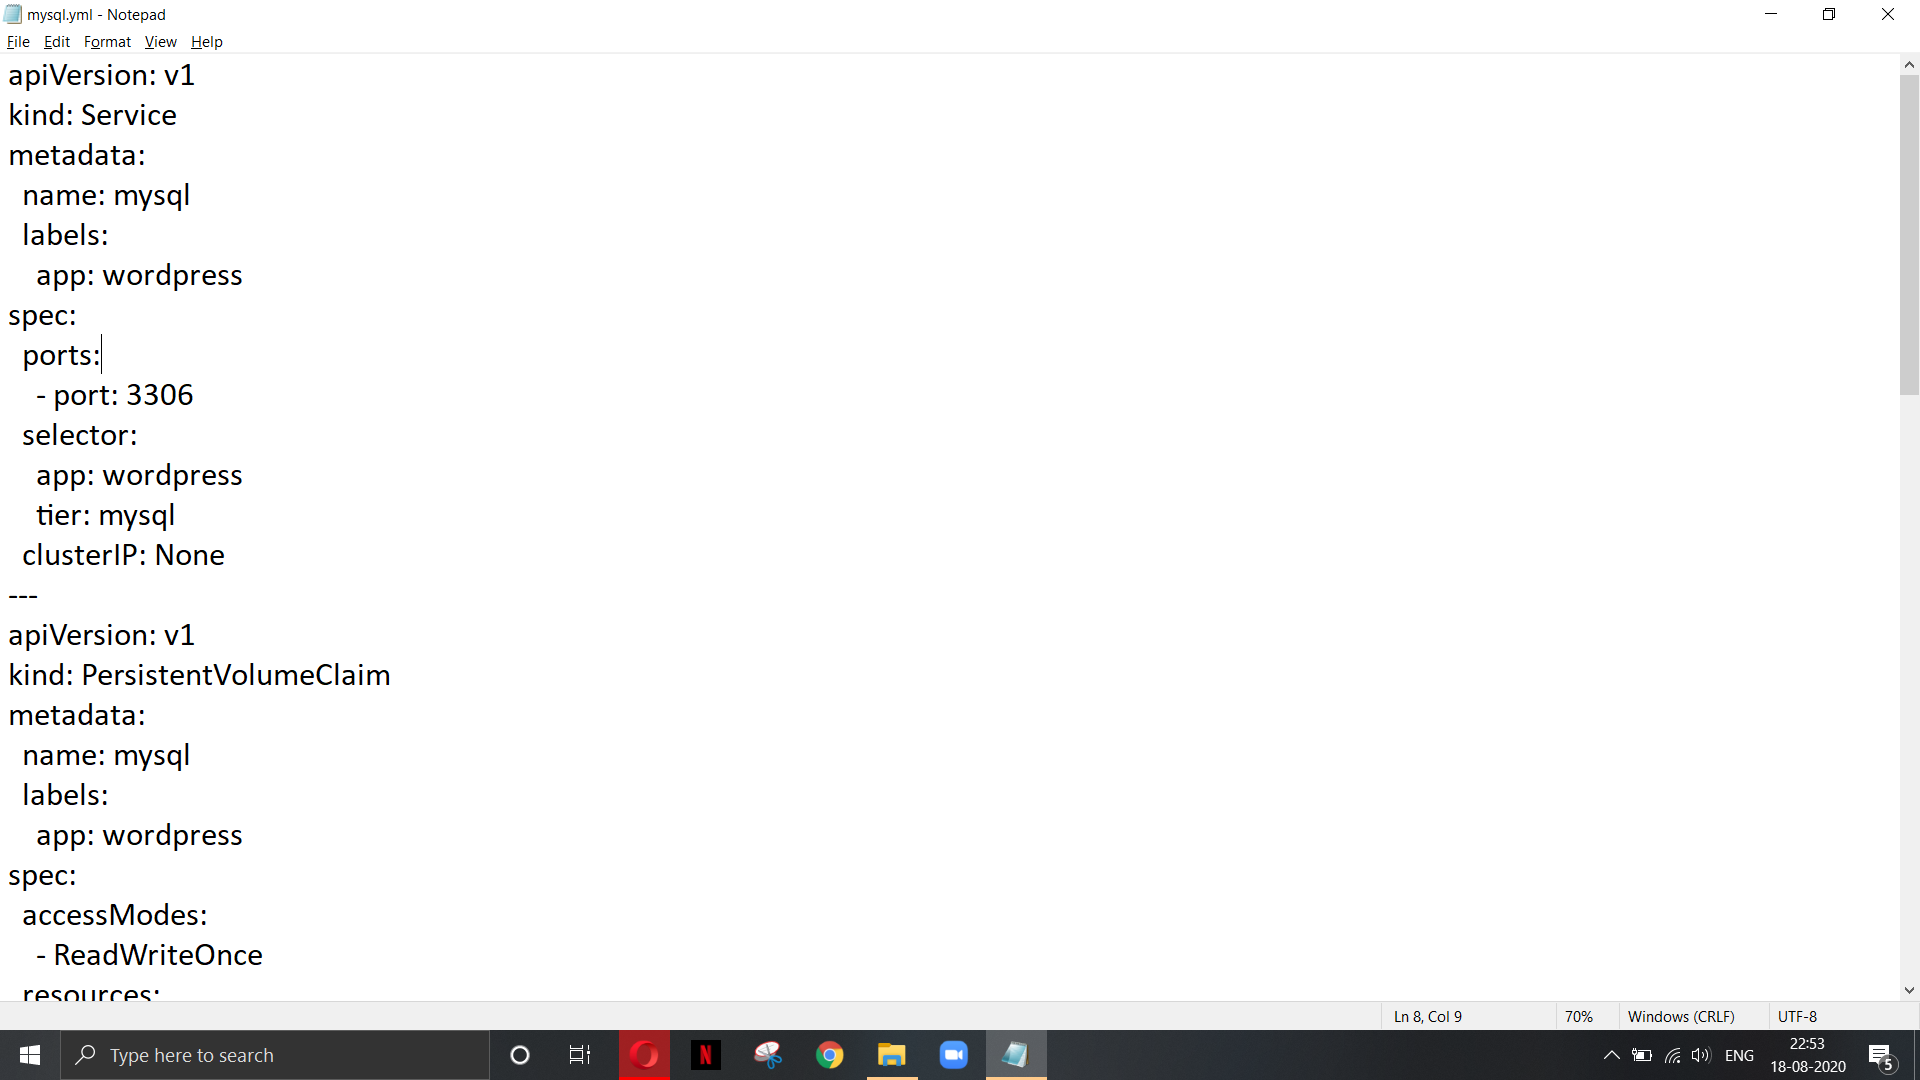 mysql.yml - Notepad
File Edit Format View Help
apiVersion: v1
kind: Service
metadata:
  name: mysql
  labels:
    app: wordpress
spec:
  ports:
    - port: 3306
  selector:
    app: wordpress
    tier: mysql
  clusterIP: None
---
apiVersion: v1
kind: PersistentVolumeClaim
metadata:
  name: mysql
  labels:
    app: wordpress
spec:
  accessModes:
    - ReadWriteOnce
  resources:
Ln 8, Col 9 70% Windows (CRLF) UTF-8
Type here to search
N
ENG
22:53
18-08-2020
5